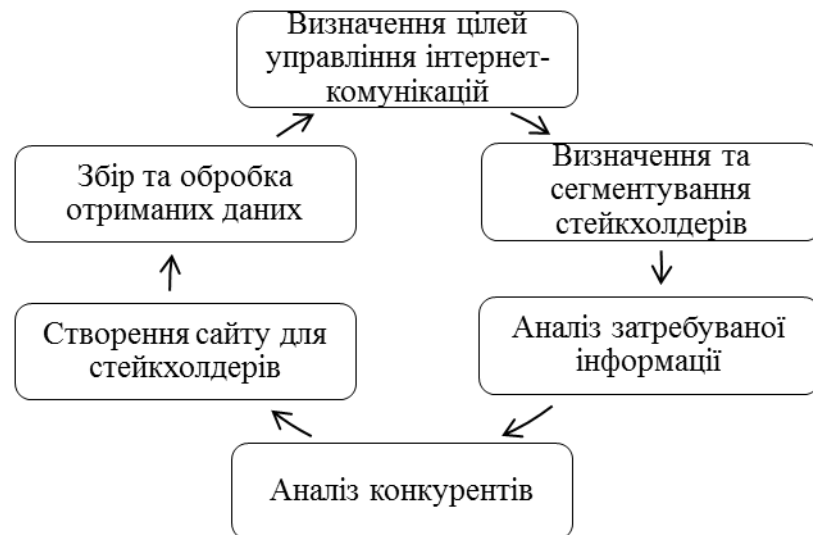 Визначення цілей
управління інтернет-
комунікацій
Визначення та
сегментування
стейкхолдерів
Аналіз затребуваної
інформації
Аналіз конкурентів
Створення сайту для
стейкхолдерів
Збір та обробка
отриманих даних